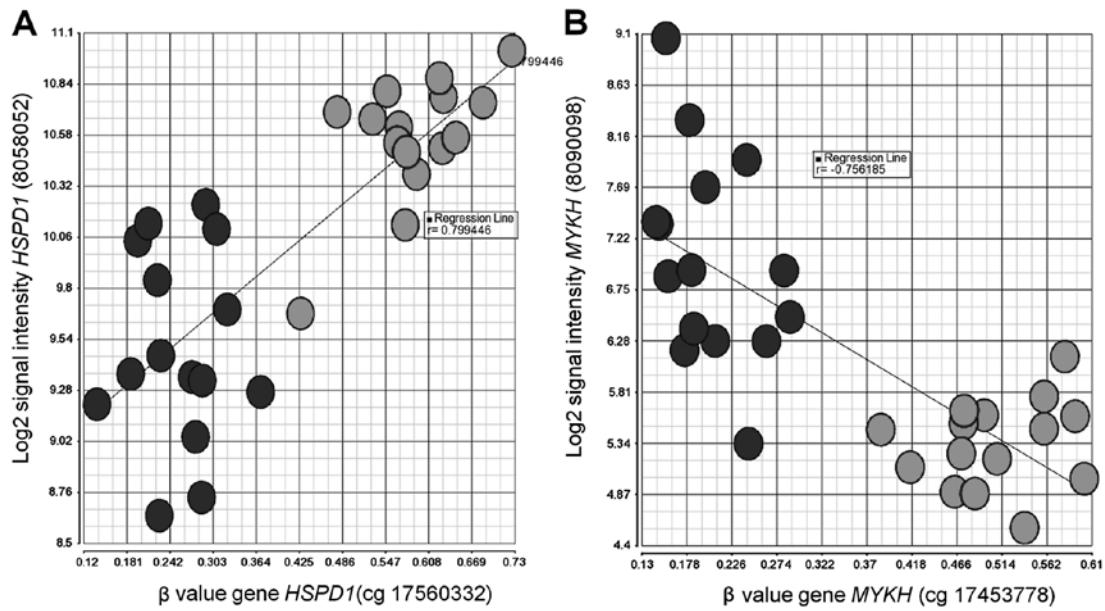 A
B
Log2 signal intensity HSPD1 (8058052)
11.1
10.84
10.58
10.32
10.06
9.8
9.54
9.28
9.02
8.76
8.5
799446
Regression Line
r= 0.799446
0.12 0.181 0.242 0.303 0.364 0.425 0.486 0.547 0.608 0.669 0.73
β value gene HSPD1(cg 17560332)
Log2 signal intensity MYKH (8090098)
9.1
8.63
8.16
7.69
7.22
6.75
6.28
5.81
5.34
4.87
4.4
Regression Line
r= -0.756185
0.13 0.178 0.226 0.274 0.322 0.37 0.418 0.466 0.514 0.562 0.61
β value gene MYKH (cg 17453778)